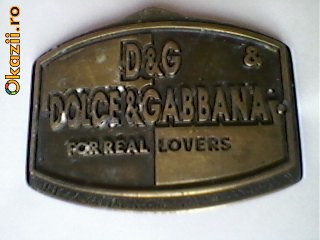 Okazii.ro
D&G &
DOLCE&GABBANA
FOR REAL LOVERS